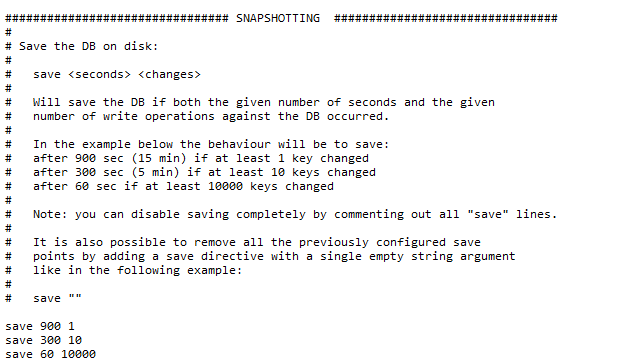 ################################ SNAPSHOTTING  ################################
#
# Save the DB on disk:
#
#   save <seconds> <changes>
#
#   Will save the DB if both the given number of seconds and the given
#   number of write operations against the DB occurred.
#
#   In the example below the behaviour will be to save:
#   after 900 sec (15 min) if at least 1 key changed
#   after 300 sec (5 min) if at least 10 keys changed
#   after 60 sec if at least 10000 keys changed
#
#   Note: you can disable saving completely by commenting out all "save" lines.
#
#   It is also possible to remove all the previously configured save
#   points by adding a save directive with a single empty string argument
#   like in the following example:
#
#   save ""

save 900 1
save 300 10
save 60 10000